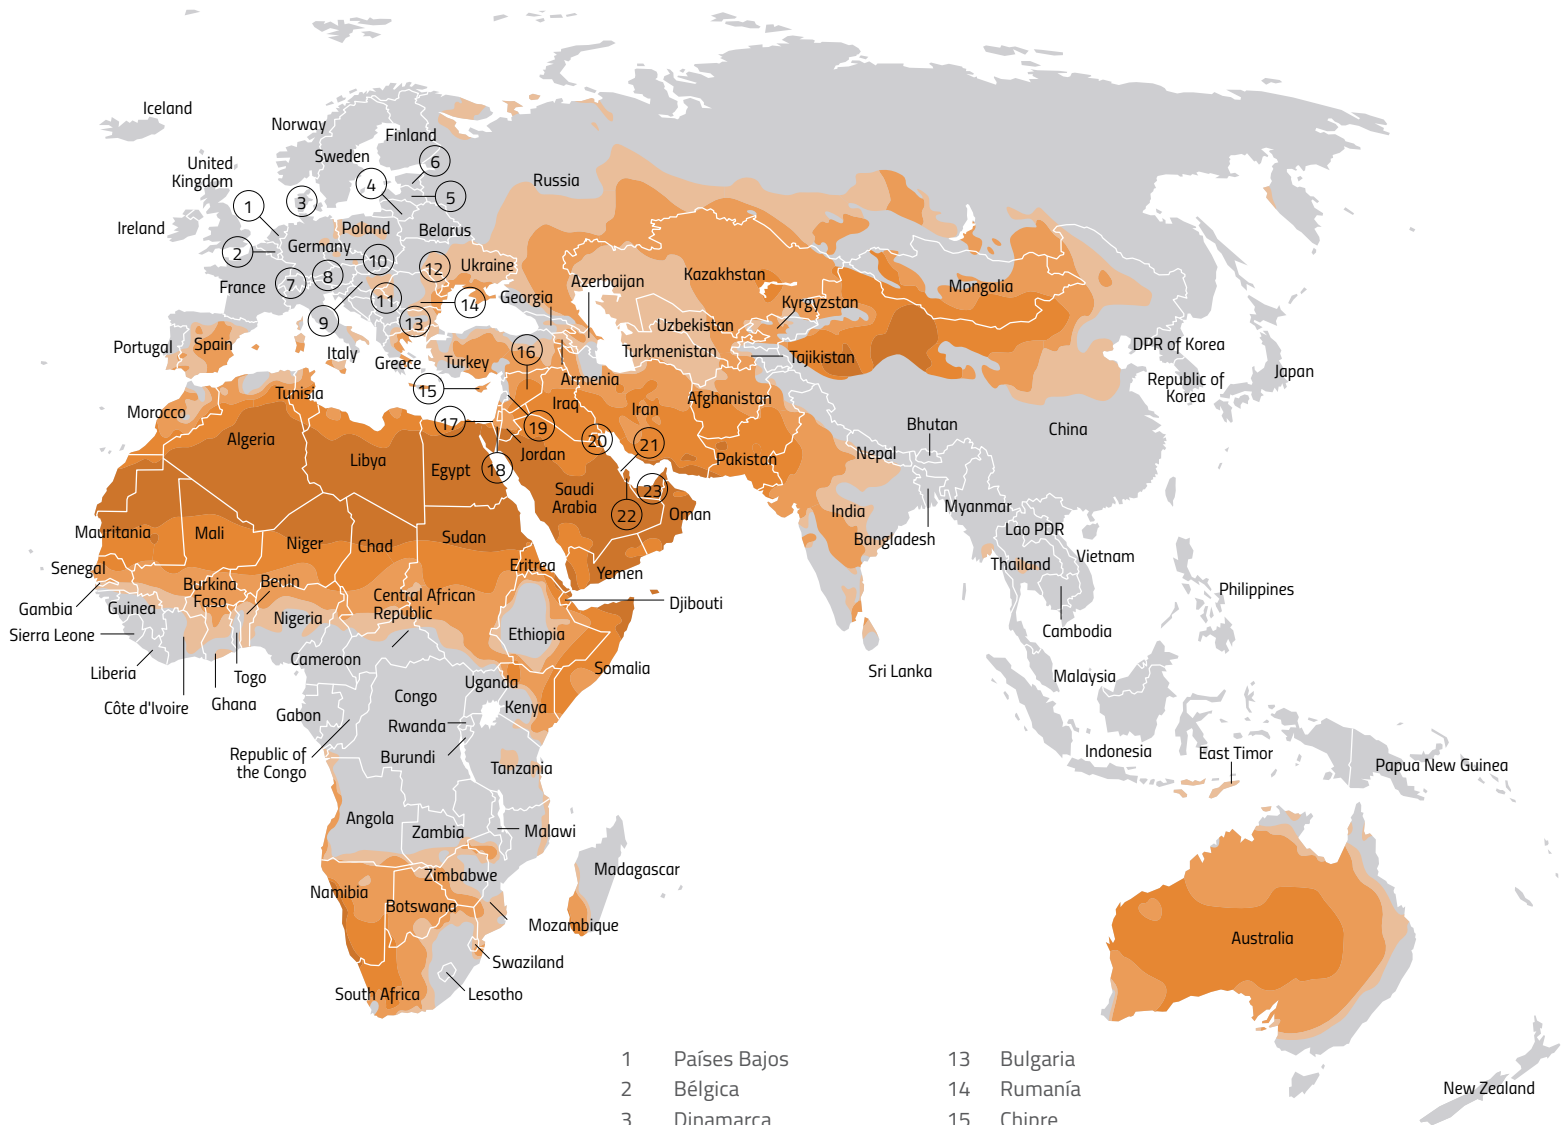 Iceland
Norway
Finland
Sweden
6
United
Kingdom
4
Russia
5
1
3
Ireland
Poland
Belarus
Germany
2
10
12
Ukraine
8
7
France
Azerbaijan
Kazakhstan
Mongolia
11
Georgia
14
Kyrgyzstan
9
13
Uzbekistan
Portugal
Spain
Italy
Greece
Turkey
16
Turkmenistan
Tajikistan
DPR of Korea
Japan
Republic of
Korea
15
Armenia
Tunisia
Morocco
Iraq
Iran
Afghanistan
17
19
20
21
Bhutan
China
Algeria
Libya
Egypt
18
Jordan
Pakistan
Nepal
Saudi
Arabia
23
22
Oman
India
Myanmar
Mauritania
Mali
Niger
Chad
Sudan
Bangladesh
Lao PDR
Vietnam
Thailand
Senegal
Eritrea
Yemen
Burkina
Faso
Benin
Philippines
Gambia
Guinea
Central African
Republic
Djibouti
Nigeria
Sierra Leone
Ethiopia
Cambodia
Liberia
Cameroon
Somalia
Sri Lanka
Malaysia
Togo
Uganda
Côte d'Ivoire
Ghana
Congo
Kenya
Gabon
Rwanda
Republic of
the Congo
Burundi
Tanzania
Indonesia
East Timor
Papua New Guinea
Angola
Zambia
Malawi
Madagascar
Zimbabwe
Namibia
Botswana
Mozambique
Australia
Swaziland
South Africa
Lesotho
New Zealand
1 Países Bajos
2 Bélgica
3 Dinamarca
13 Bulgaria
14 Rumanía
15 Chipre